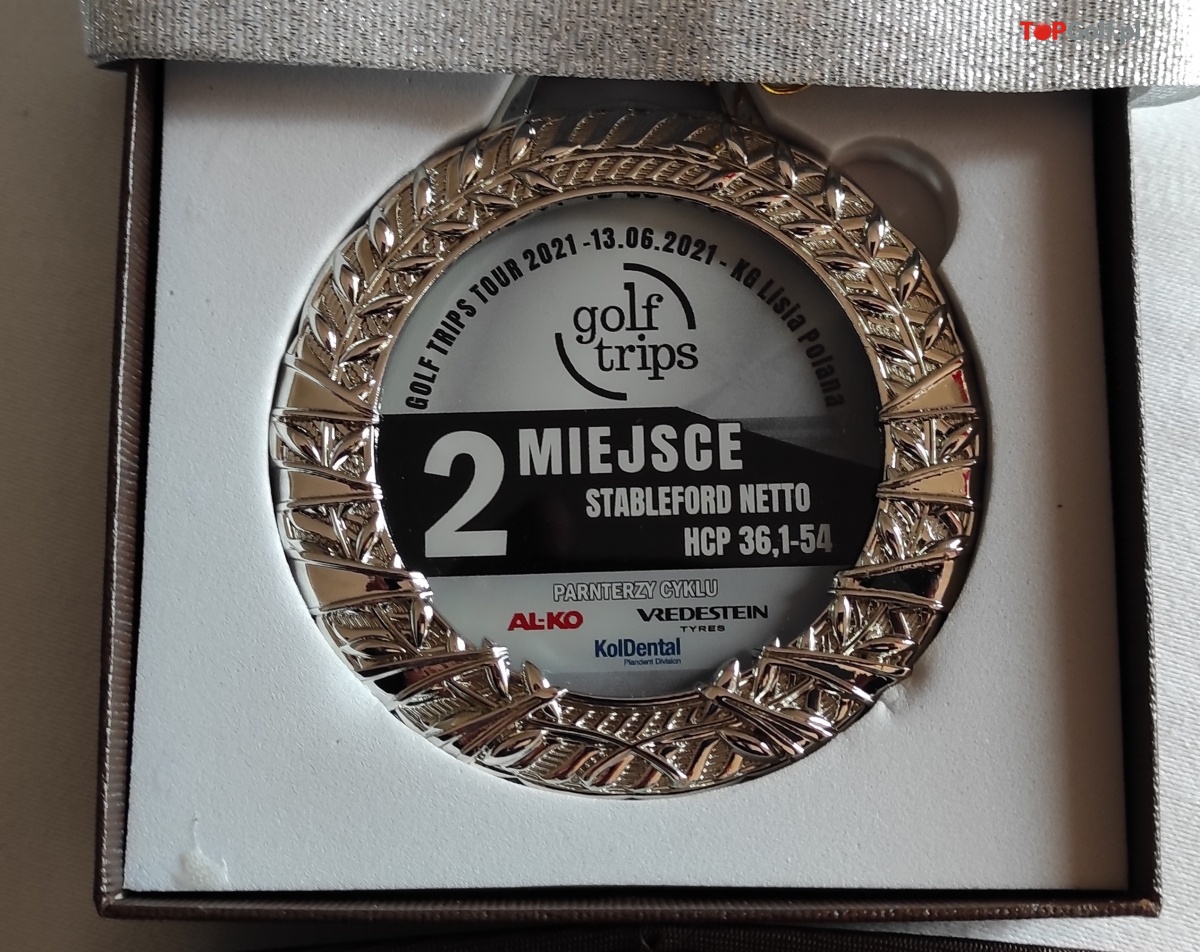 GOLF TRIPS TOUR 2021 -13.06.2021 - KG Lisia Polana
golf
trips
2 MIEJSCE
STABLEFORD NETTO
HCP 36,1-54
PARNTERZY CYKLU
AL-KO
VREDESTEIN
TYRES
KolDental
Plandent Division